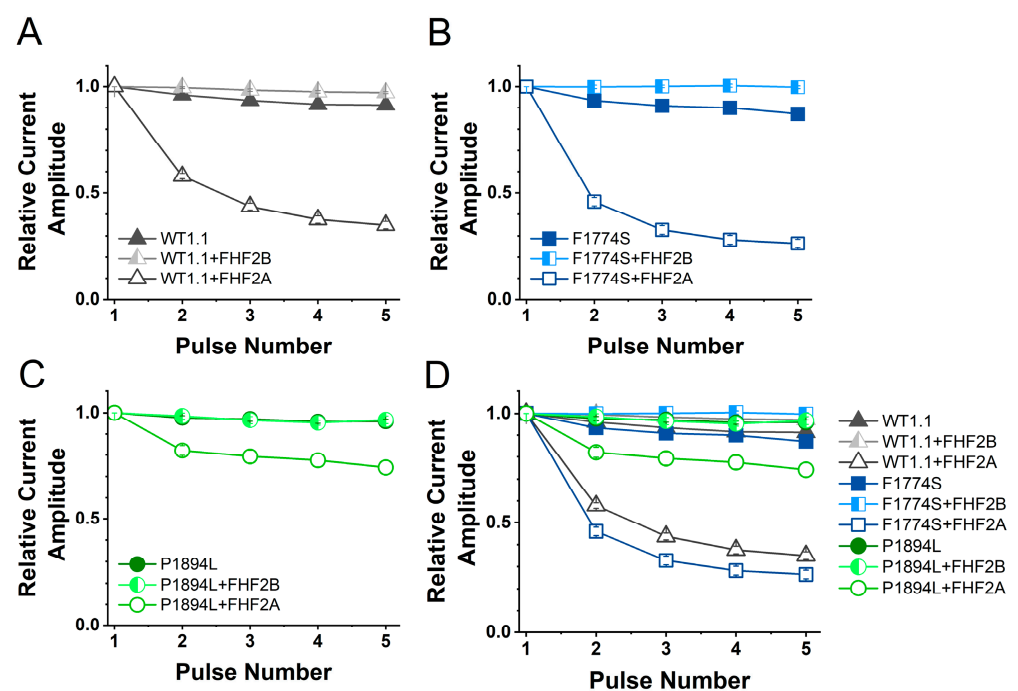 A
Relative Current
Amplitude
1.0
0.5
0.0
WT1.1
WT1.1+FHF2B
WT1.1+FHF2A
1 2 3 4 5
Pulse Number
B
Relative Current
Amplitude
1.0
0.5
0.0
F1774S
F1774S+FHF2B
F1774S+FHF2A
1 2 3 4 5
Pulse Number
C
Relative Current
Amplitude
1.0
0.5
0.0
P1894L
P1894L+FHF2B
P1894L+FHF2A
1 2 3 4 5
Pulse Number
D
Relative Current
Amplitude
1.0
0.5
0.0
1 2 3 4 5
Pulse Number
WT1.1
WT1.1+FHF2B
WT1.1+FHF2A
F1774S
F1774S+FHF2B
F1774S+FHF2A
P1894L
P1894L+FHF2B
P1894L+FHF2A